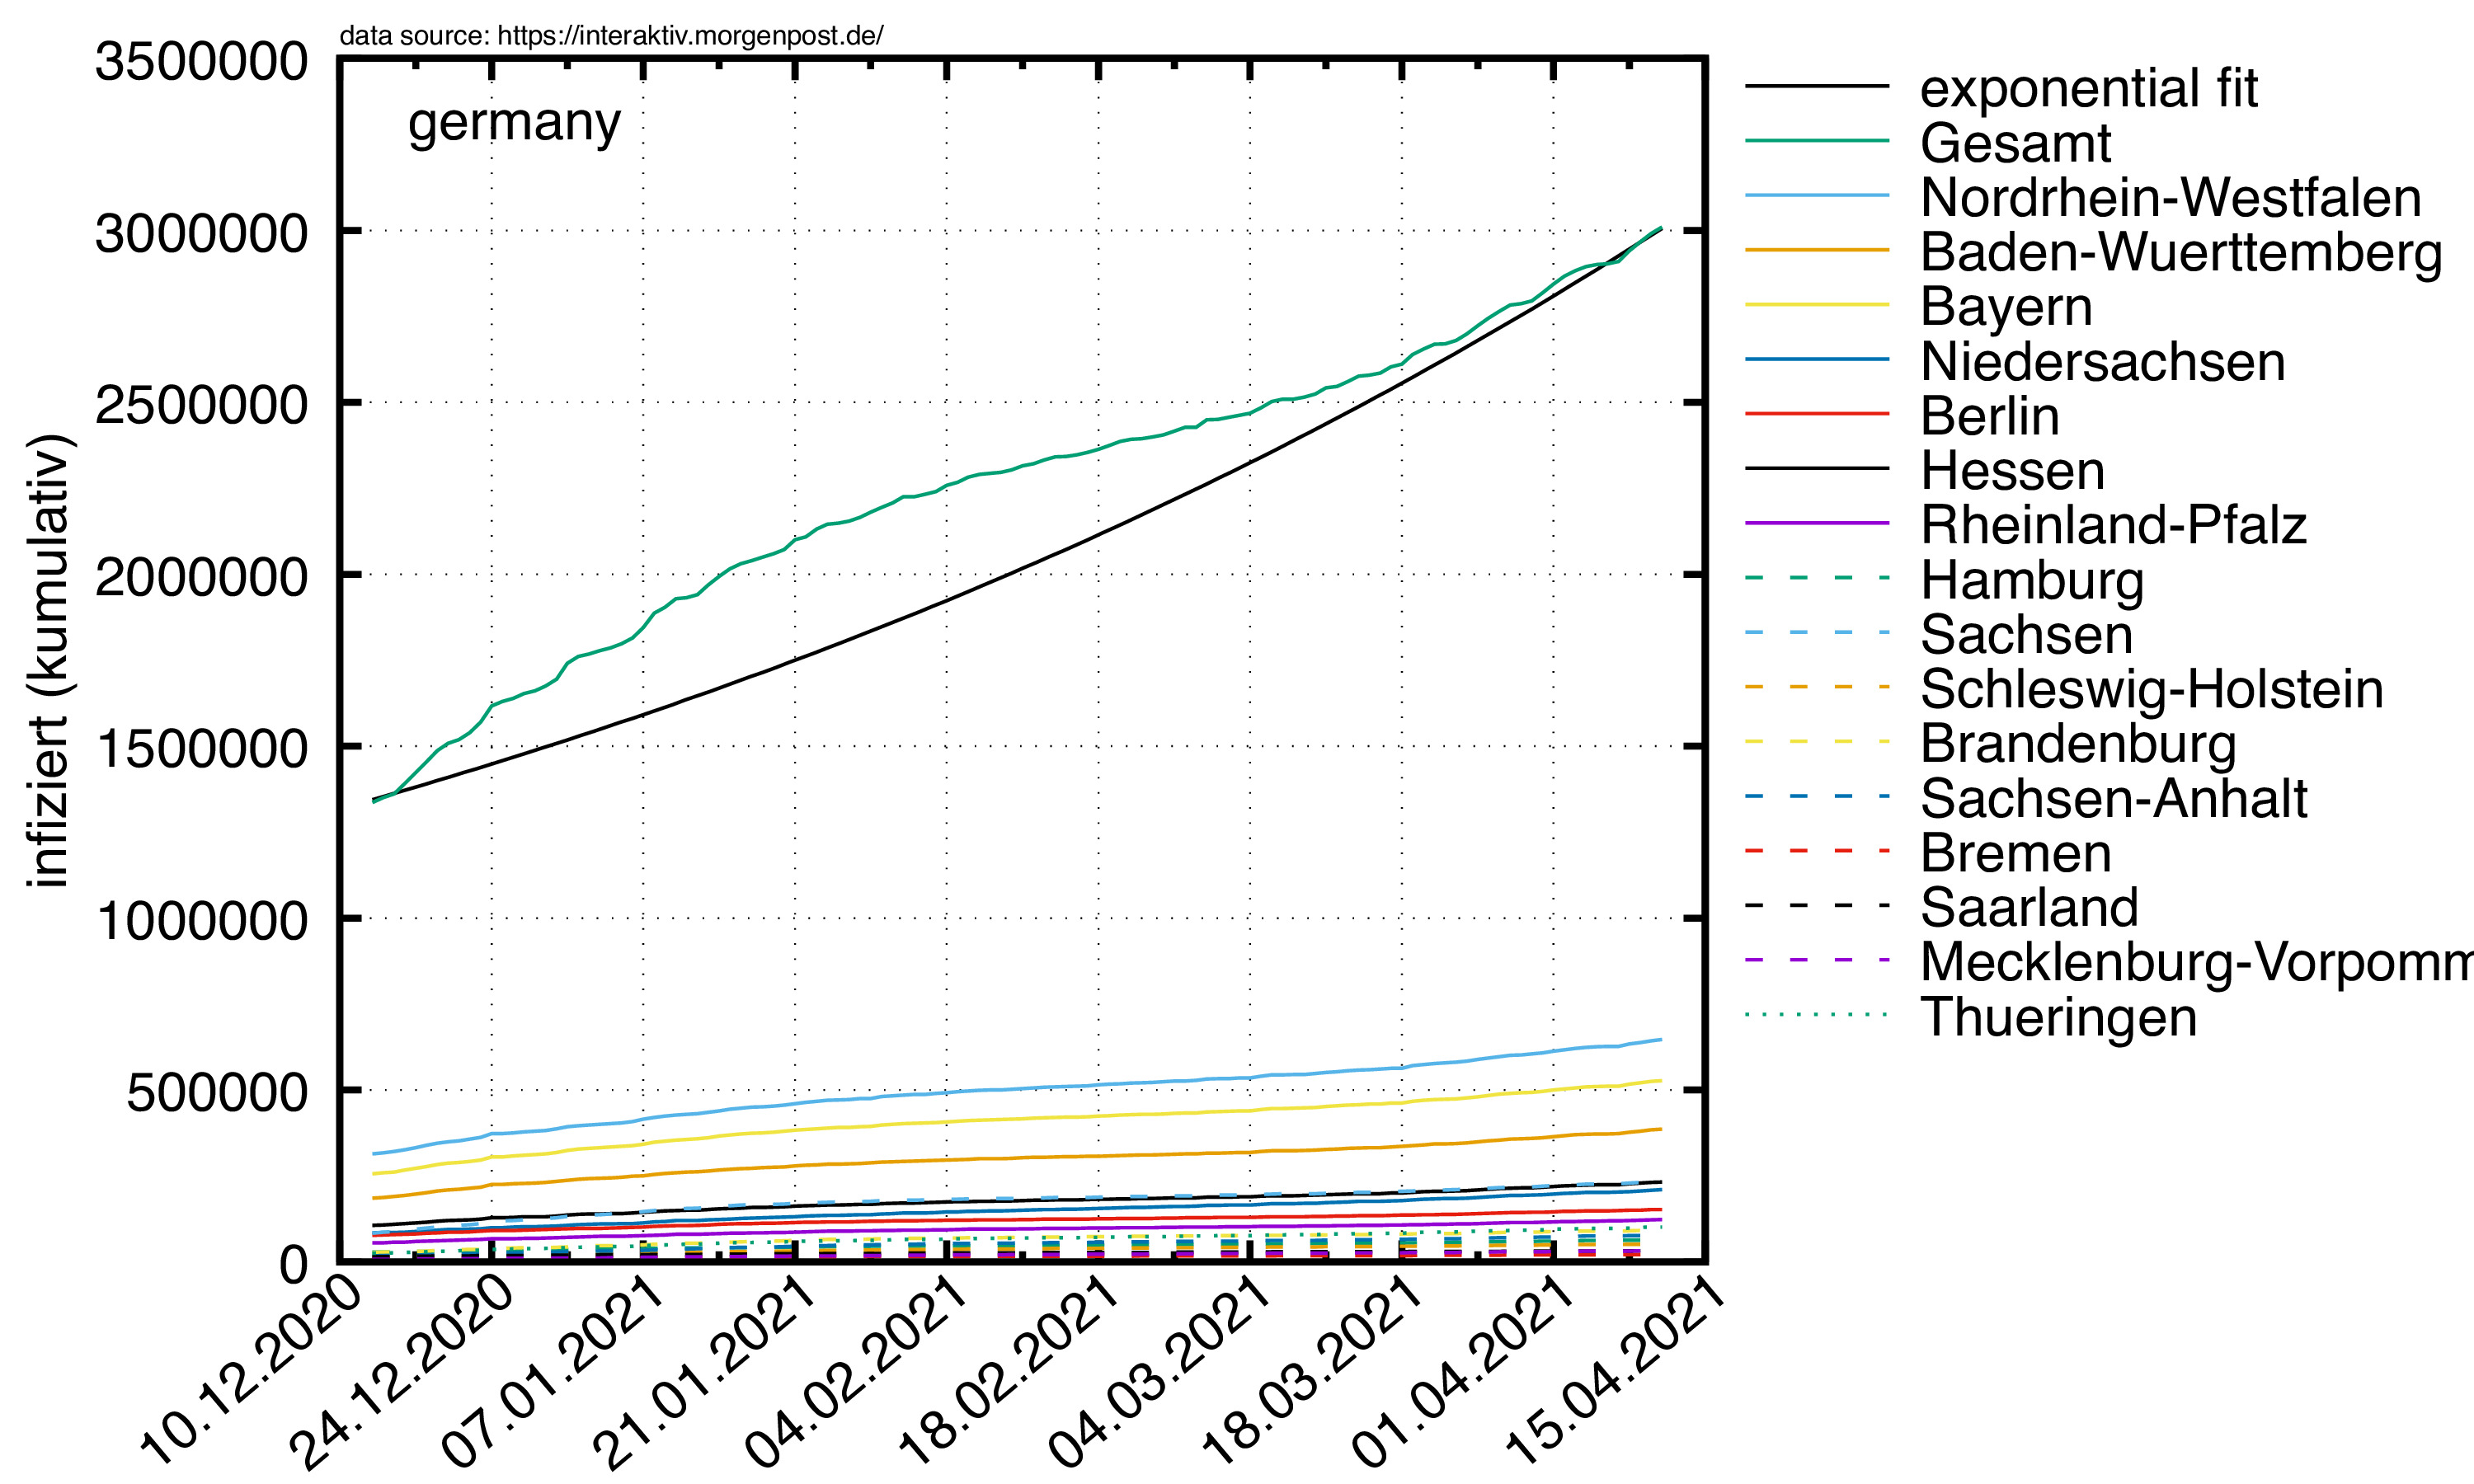 data source: https://interaktiv.morgenpost.de/
germany
infiziert (kumulativ)
3500000
3000000
2500000
2000000
1500000
1000000
500000
0
10.12.2020
24.12.2020
07.01.2021
21.01.2021
04.02.2021
18.02.2021
04.03.2021
18.03.2021
01.04.2021
15.04.2021
exponential fit
Gesamt
Nordrhein-Westfalen
Baden-Wuerttemberg
Bayern
Niedersachsen
Berlin
Hessen
Rheinland-Pfalz
Hamburg
Sachsen
Schleswig-Holstein
Brandenburg
Sachsen-Anhalt
Bremen
Saarland
Mecklenburg-Vorpomm
Thueringen